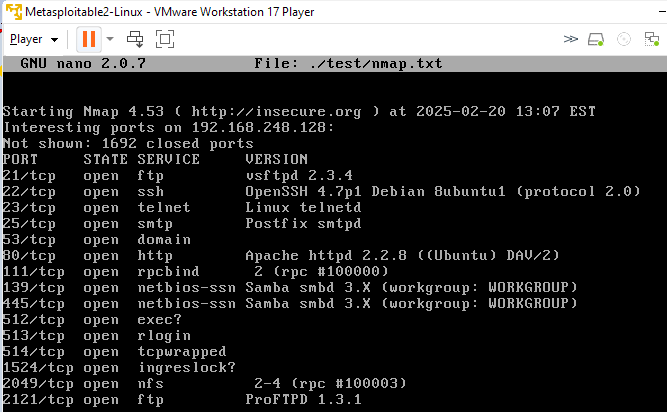 Metasploitable2-Linux - VMware Workstation 17 Player
Player
GNU nano 2.0.7 File: ./test/nmap.txt
Starting Nmap 4.53 ( http://insecure.org ) at 2025-02-20 13:07 EST
Interesting ports on 192.168.248.128:
Not shown: 1692 closed ports
PORT STATE SERVICE VERSION
21/tcp open ftp vsftpd 2.3.4
22/tcp open ssh OpenSSH 4.7p1 Debian 8ubuntu1 (protocol 2.0)
23/tcp open telnet Linux telnetd
25/tcp open smtp Postfix smtpd
53/tcp open domain
80/tcp open http Apache httpd 2.2.8 ((Ubuntu) DAV/2)
111/tcp open rpcbind 2 (rpc #100000)
139/tcp open netbios-ssn Samba smbd 3.X (workgroup: WORKGROUP)
445/tcp open netbios-ssn Samba smbd 3.X (workgroup: WORKGROUP)
512/tcp open exec?
513/tcp open rlogin
514/tcp open tcpwrapped
1524/tcp open ingreslock?
2049/tcp open nfs 2-4 (rpc #100003)
2121/tcp open ftp ProFTPD 1.3.1